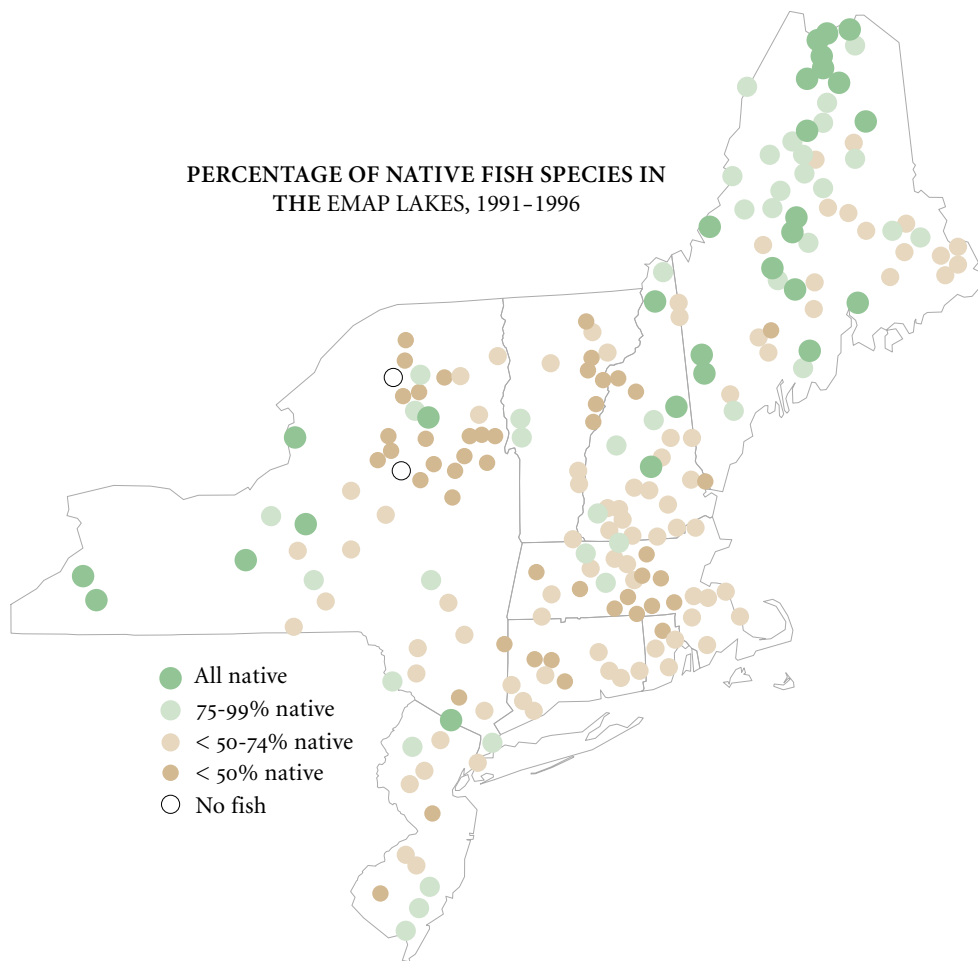 PERCENTAGE OF NATIVE FISH SPECIES IN
THE EMAP LAKES, 1991–1996
All native
75-99% native
< 50-74% native
< 50% native
No fish